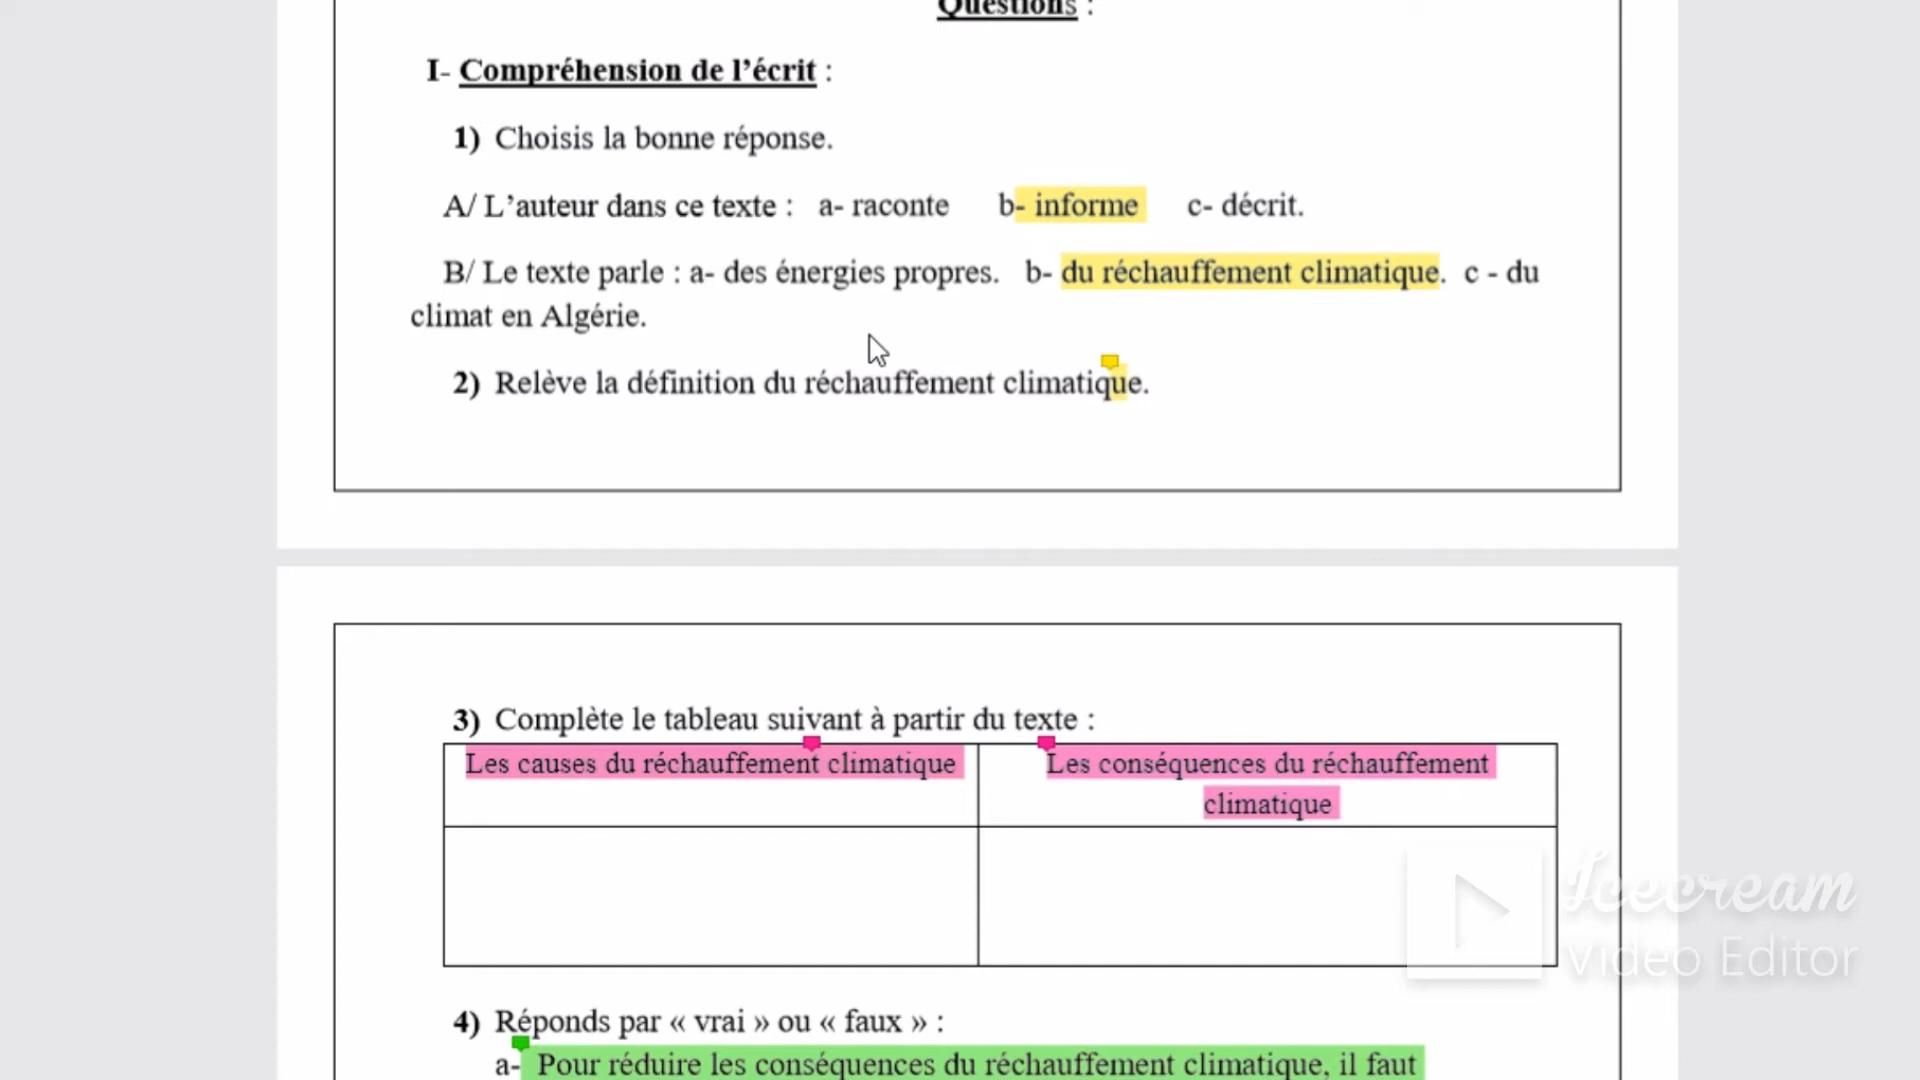 Questions :
I- Compréhension de l’écrit :
1) Choisis la bonne réponse.
A/ L’auteur dans ce texte : a- raconte b- informe c- décrit.
B/ Le texte parle : a- des énergies propres. b- du réchauffement climatique. c - du
climat en Algérie.
2) Relève la définition du réchauffement climatique.
3) Complète le tableau suivant à partir du texte :
Les causes du réchauffement climatique
Les conséquences du réchauffement
climatique
4) Réponds par « vrai » ou « faux » :
a- Pour réduire les conséquences du réchauffement climatique, il faut
Icecream
Video Editor